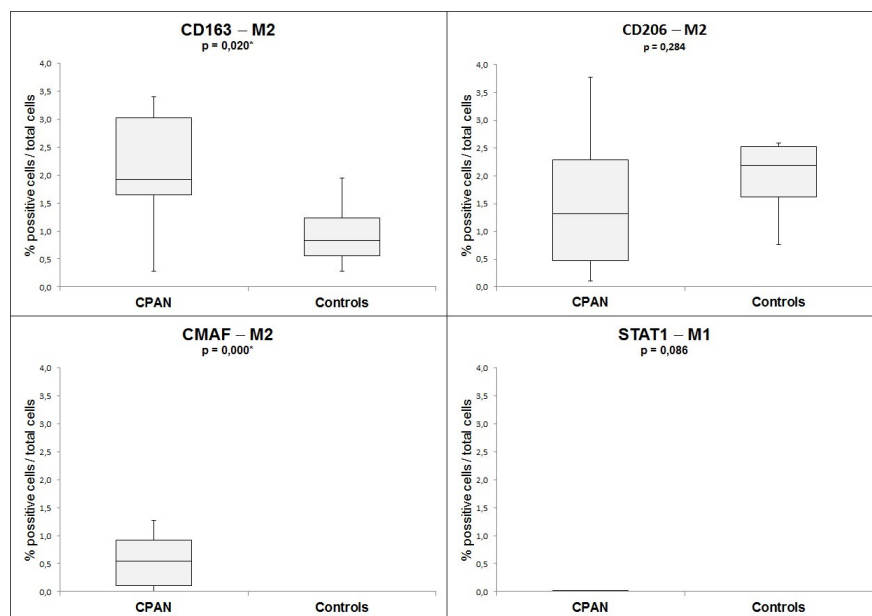 CD163 – M2
p = 0,020*
% possitive cells / total cells
4,0
3,5
3,0
2,5
2,0
1,5
1,0
0,5
0,0
CPAN Controls
CD206 – M2
p = 0,284
% possitive cells / total cells
4,0
3,5
3,0
2,5
2,0
1,5
1,0
0,5
0,0
CPAN Controls
CMAF – M2
p = 0,000*
% possitive cells / total cells
4,0
3,5
3,0
2,5
2,0
1,5
1,0
0,5
0,0
CPAN Controls
STAT1 – M1
p = 0,086
% possitive cells / total cells
4,0
3,5
3,0
2,5
2,0
1,5
1,0
0,5
0,0
CPAN Controls